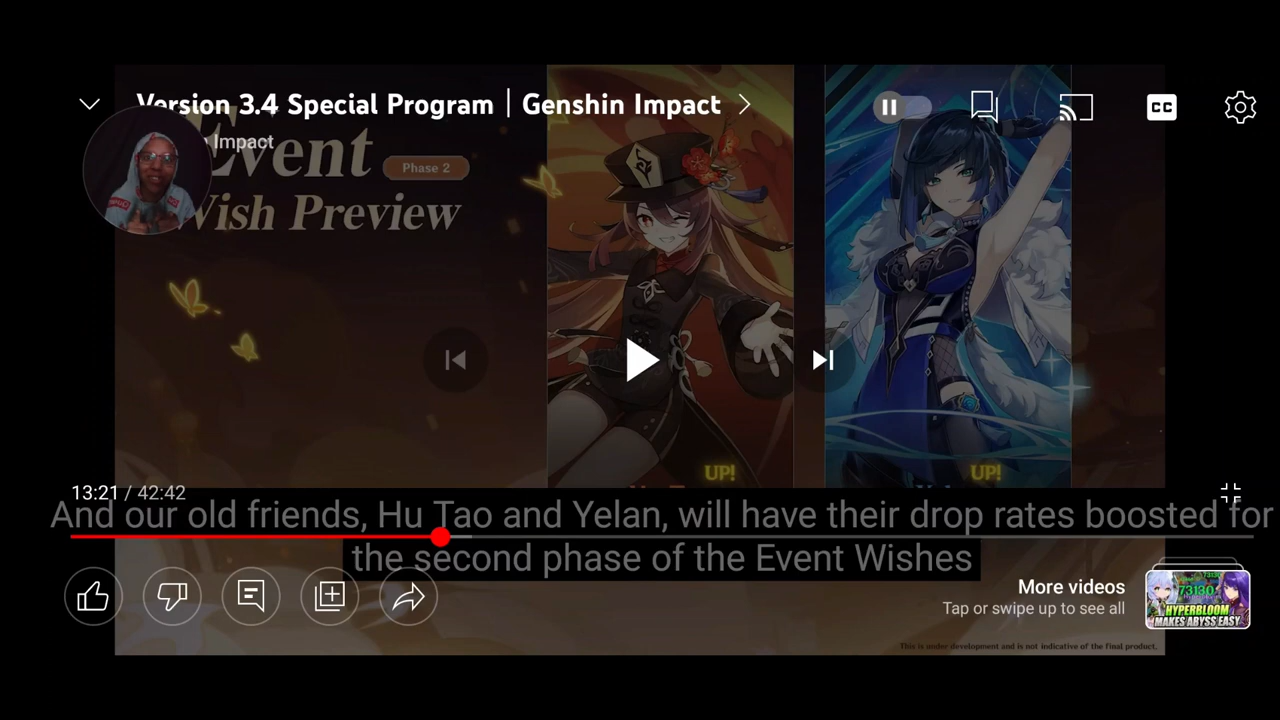 Version 3.4 Special Program | Genshin Impact
Impact
Event
Phase 2
Wish Preview
UP!
UP!
13:21 / 42:42
And our old friends, Hu Tao and Yelan, will have their drop rates boosted for
the second phase of the Event Wishes
CC
More videos
Tap or swipe up to see all
73130
HYPERBLOOM
MAKES ABYSS EASY
This is under development and is not indicative of the final product.